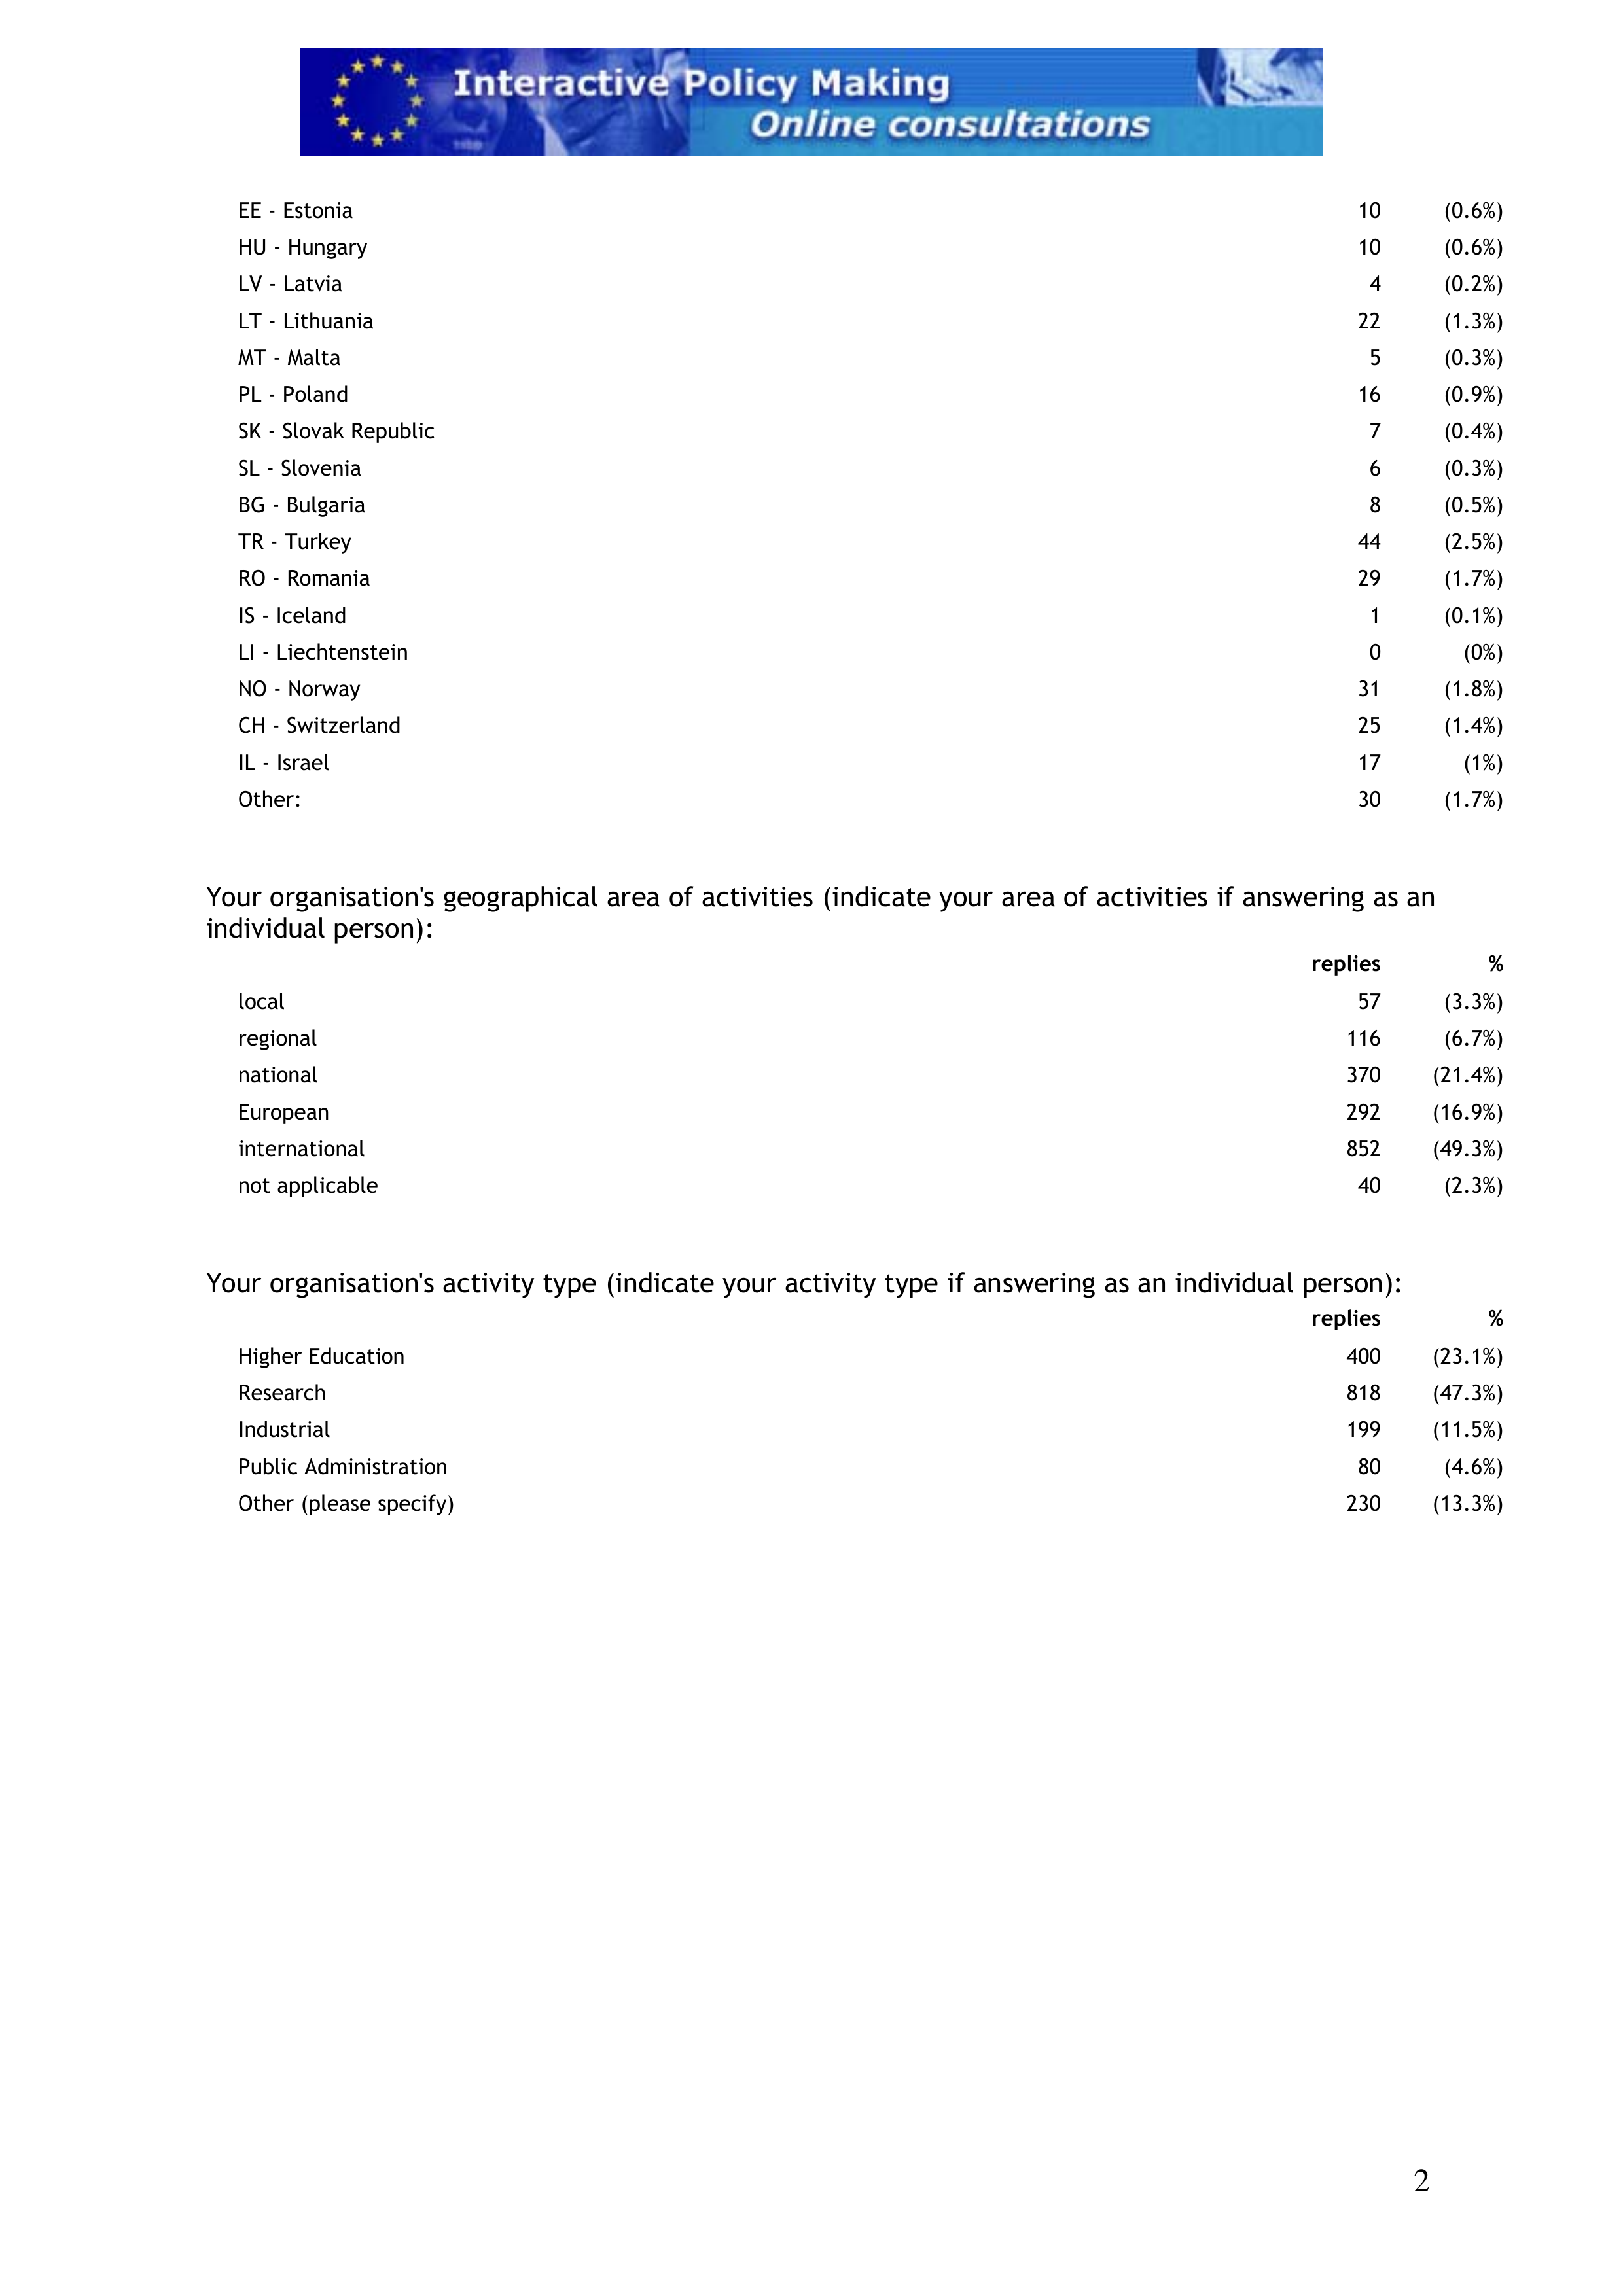 Interactive Policy Making
Online consultations
EE - Estonia 10 (0.6%)
HU - Hungary 10 (0.6%)
LV - Latvia 4 (0.2%)
LT - Lithuania 22 (1.3%)
MT - Malta 5 (0.3%)
PL - Poland 16 (0.9%)
SK - Slovak Republic 7 (0.4%)
SL - Slovenia 6 (0.3%)
BG - Bulgaria 8 (0.5%)
TR - Turkey 44 (2.5%)
RO - Romania 29 (1.7%)
IS - Iceland 1 (0.1%)
LI - Liechtenstein 0 (0%)
NO - Norway 31 (1.8%)
CH - Switzerland 25 (1.4%)
IL - Israel 17 (1%)
Other: 30 (1.7%)
Your organisation's geographical area of activities (indicate your area of activities if answering as an
individual person):
replies %
local 57 (3.3%)
regional 116 (6.7%)
national 370 (21.4%)
European 292 (16.9%)
international 852 (49.3%)
not applicable 40 (2.3%)
Your organisation's activity type (indicate your activity type if answering as an individual person):
replies %
Higher Education 400 (23.1%)
Research 818 (47.3%)
Industrial 199 (11.5%)
Public Administration 80 (4.6%)
Other (please specify) 230 (13.3%)
2